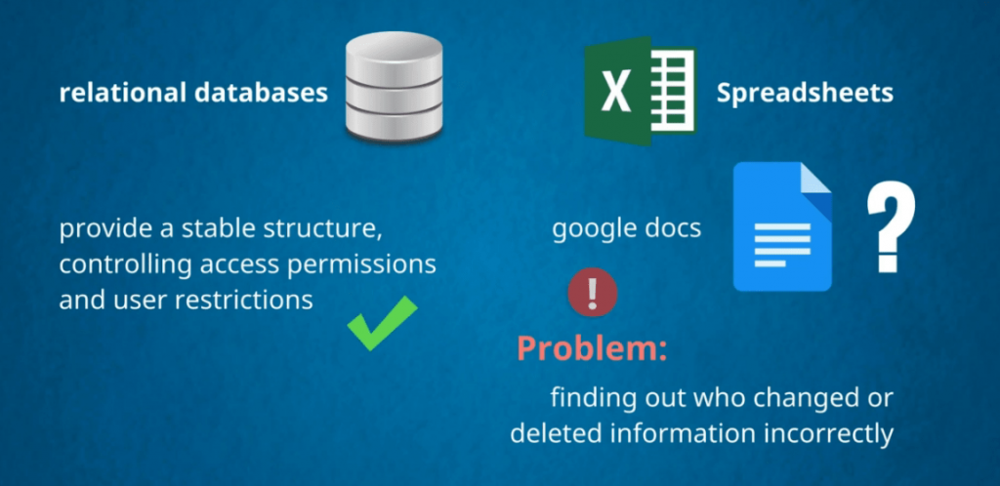 relational databases
X
Spreadsheets
provide a stable structure,
controlling access permissions
and user restrictions
google docs
?
!
Problem:
finding out who changed or
deleted information incorrectly